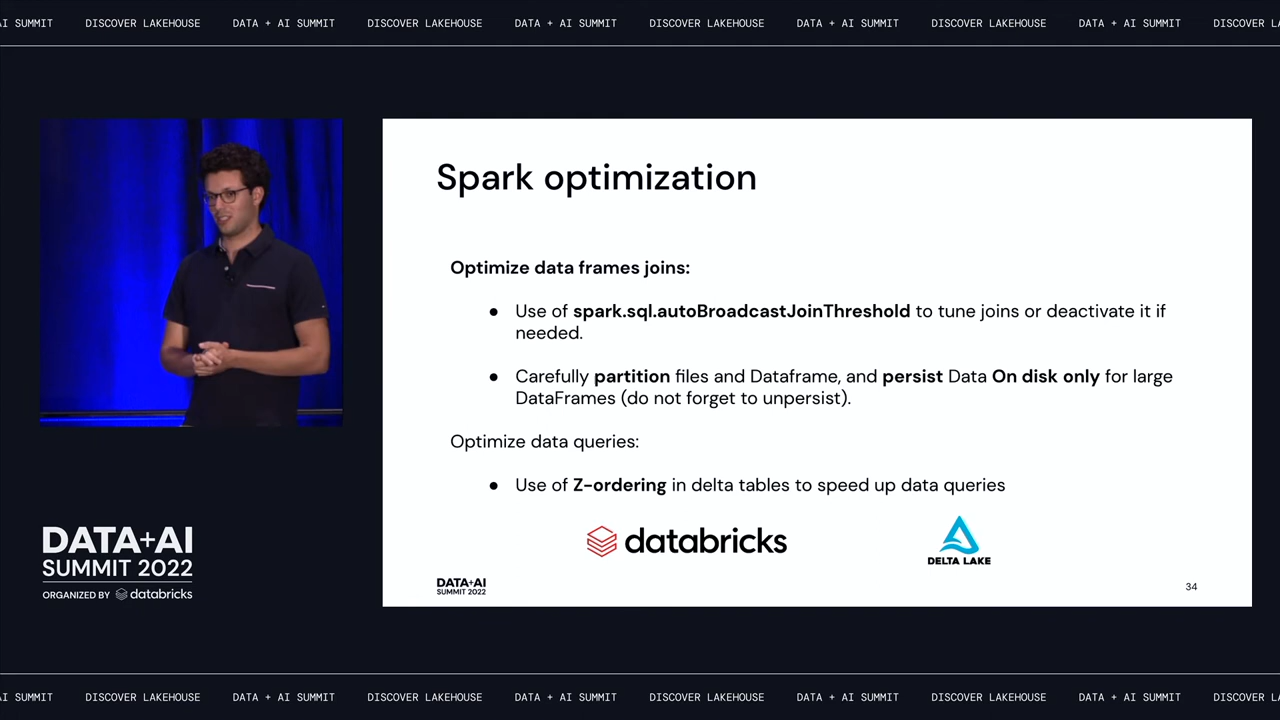 AI SUMMIT DISCOVER LAKEHOUSE DATA + AI SUMMIT DISCOVER LAKEHOUSE DATA + AI SUMMIT DISCOVER LAKEHOUSE DATA + AI SUMMIT DISCOVER LAKEHOUSE DATA + AI SUMMIT DISCOVER
Spark optimization
Optimize data frames joins:
● Use of spark.sql.autoBroadcastJoinThreshold to tune joins or deactivate it if
needed.
● Carefully partition files and Dataframe, and persist Data On disk only for large
DataFrames (do not forget to unpersist).
Optimize data queries:
● Use of Z-ordering in delta tables to speed up data queries
databricks
DELTA LAKE
DATA+AI
SUMMIT 2022
34
DATA+AI
SUMMIT 2022
ORGANIZED BY databricks
AI SUMMIT DISCOVER LAKEHOUSE DATA + AI SUMMIT DISCOVER LAKEHOUSE DATA + AI SUMMIT DISCOVER LAKEHOUSE DATA + AI SUMMIT DISCOVER LAKEHOUSE DATA + AI SUMMIT DISCOVER